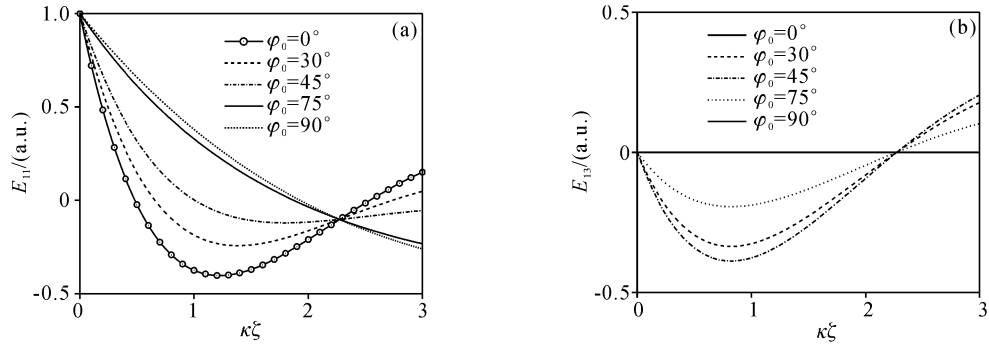 (a)
E₁₁/(a.u.)
1.0
0.5
0
-0.5
φ₀=0°
φ₀=30°
φ₀=45°
φ₀=75°
φ₀=90°
0 1 2 3
κζ
(b)
E₁₃/(a.u.)
0.5
0
-0.5
φ₀=0°
φ₀=30°
φ₀=45°
φ₀=75°
φ₀=90°
0 1 2 3
κζ